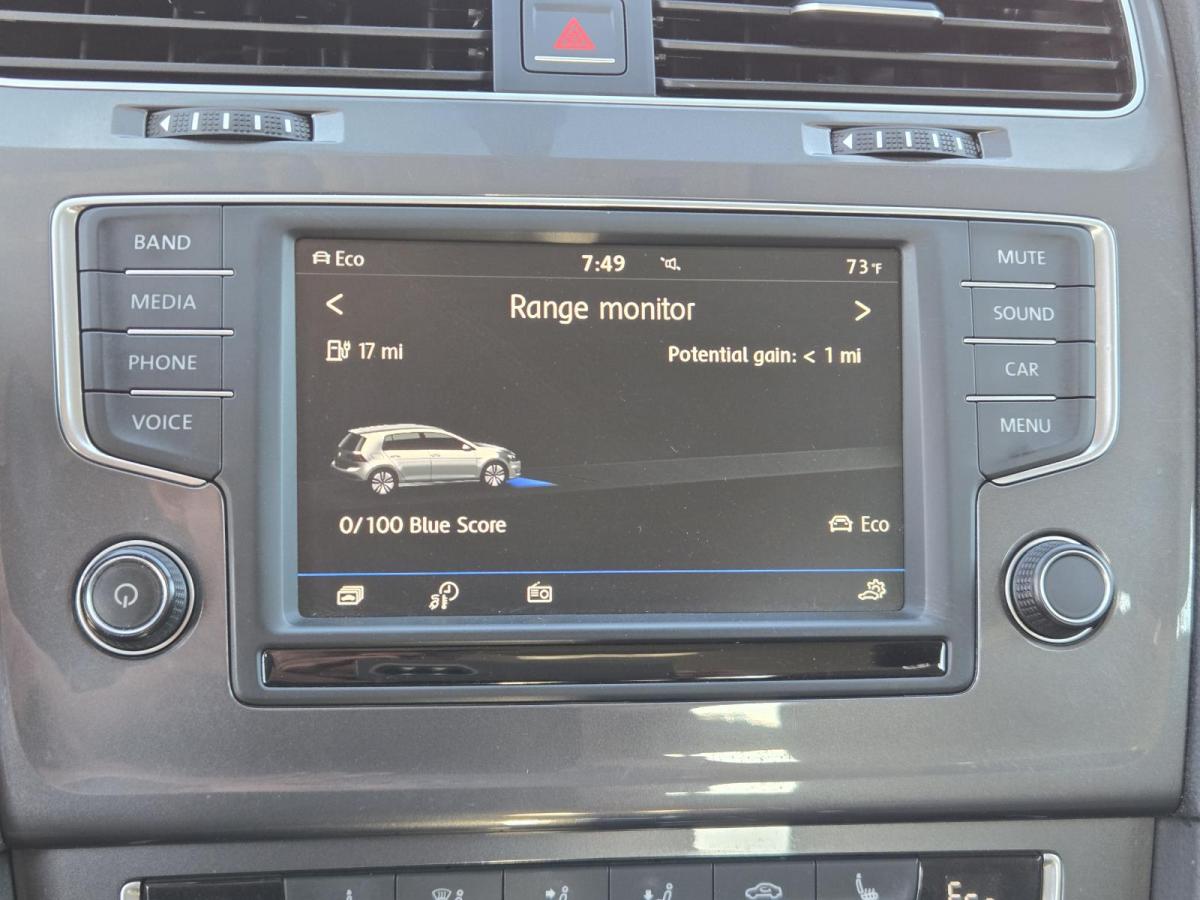 BAND
MEDIA
PHONE
VOICE
Eco 7:49 73°F
< Range monitor >
17 mi Potential gain: < 1 mi
0/100 Blue Score Eco
MUTE
SOUND
CAR
MENU